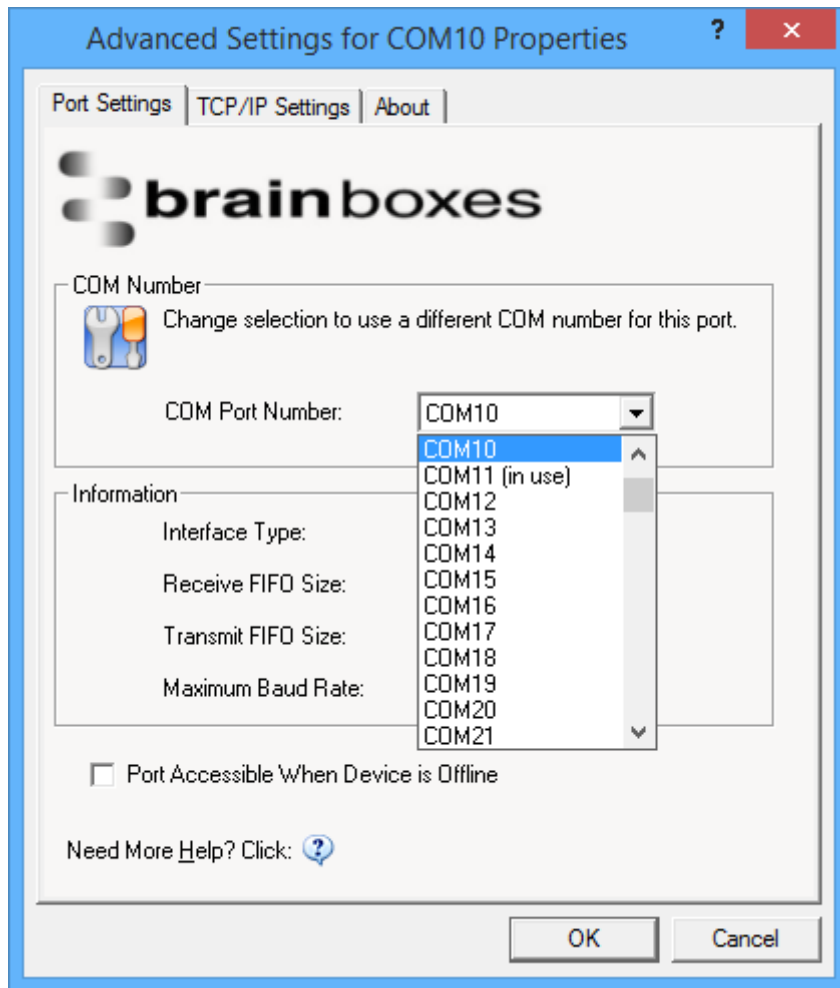 Advanced Settings for COM10 Properties ? ×
Port Settings TCP/IP Settings About
brainboxes
COM Number
Change selection to use a different COM number for this port.
COM Port Number: COM10
COM10
COM11 (in use)
Information
COM12
Interface Type:
COM13
COM14
Receive FIFO Size:
COM15
COM16
Transmit FIFO Size:
COM17
COM18
Maximum Baud Rate:
COM19
COM20
COM21
Port Accessible When Device is Offline
Need More Help? Click: ?
OK Cancel